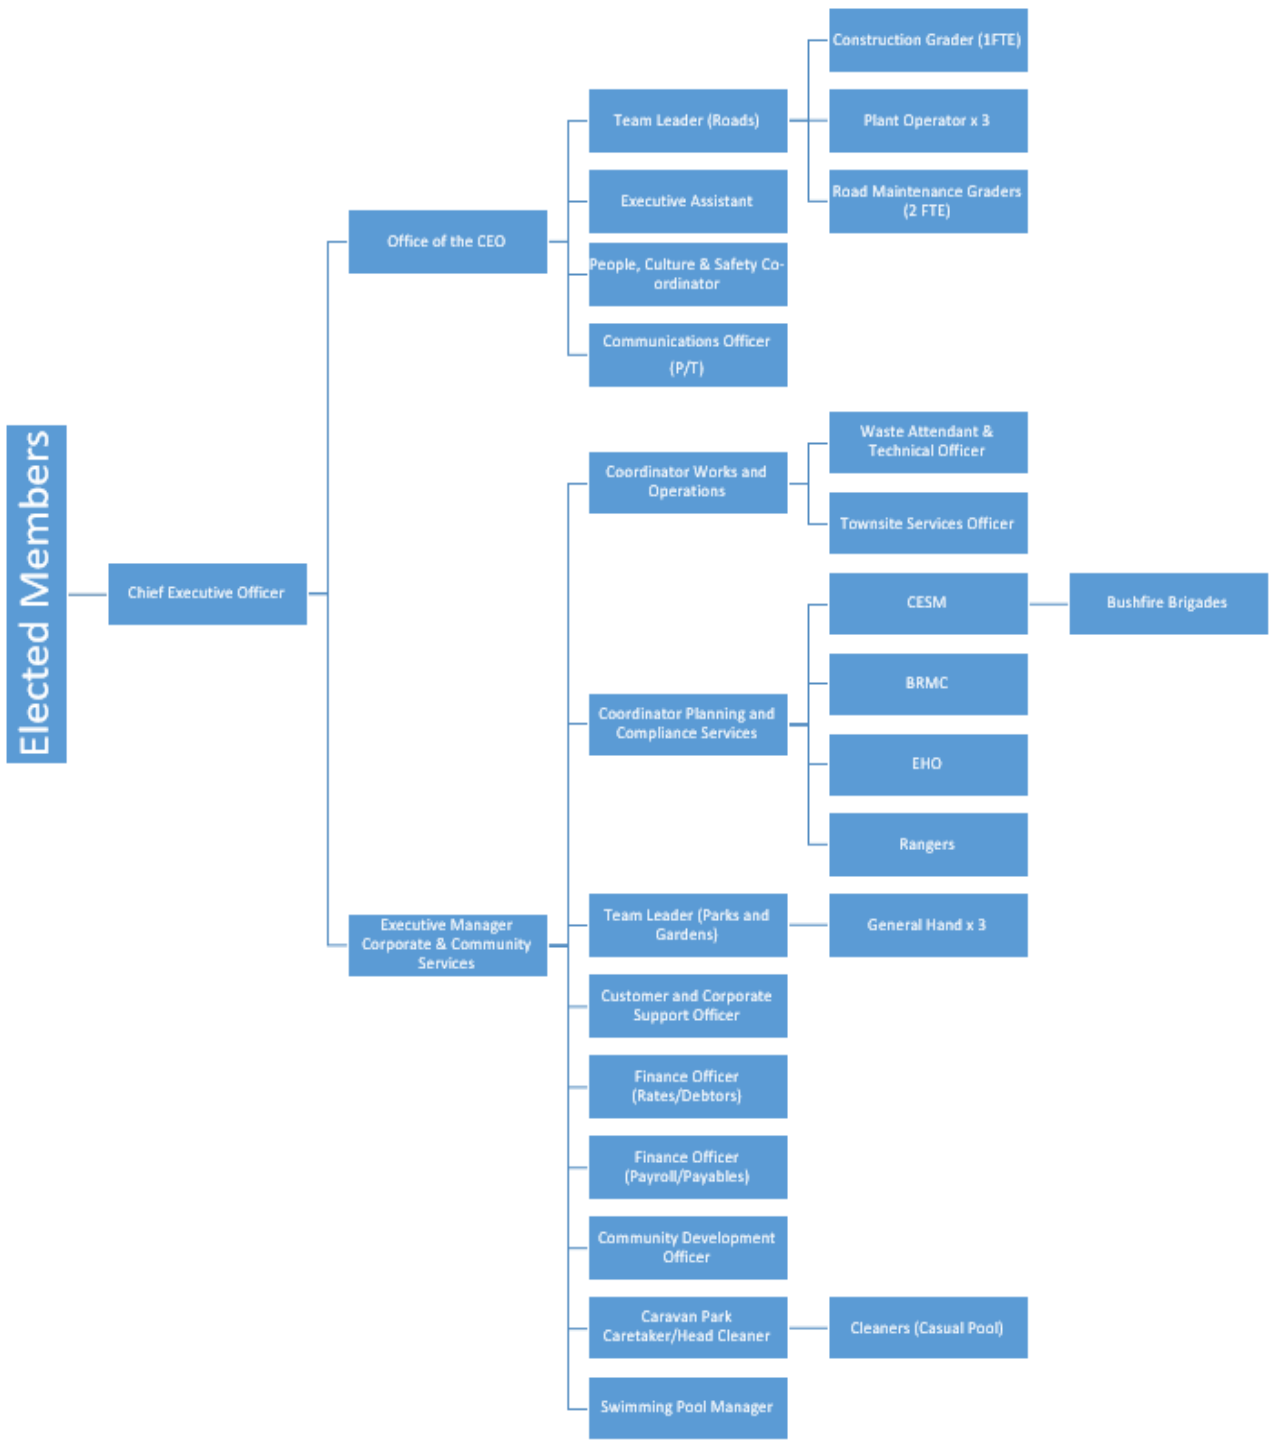 Elected Members
Chief Executive Officer
Office of the CEO
Team Leader (Roads)
Construction Grader (1FTE)
Plant Operator x 3
Road Maintenance Graders
(2 FTE)
Executive Assistant
People, Culture & Safety Co-
ordinator
Communications Officer
(P/T)
Executive Manager
Corporate & Community
Services
Coordinator Works and
Operations
Waste Attendant &
Technical Officer
Townsite Services Officer
Coordinator Planning and
Compliance Services
CESM
Bushfire Brigades
BRMC
EHO
Rangers
Team Leader (Parks and
Gardens)
General Hand x 3
Customer and Corporate
Support Officer
Finance Officer
(Rates/Debtors)
Finance Officer
(Payroll/Payables)
Community Development
Officer
Caravan Park
Caretaker/Head Cleaner
Cleaners (Casual Pool)
Swimming Pool Manager